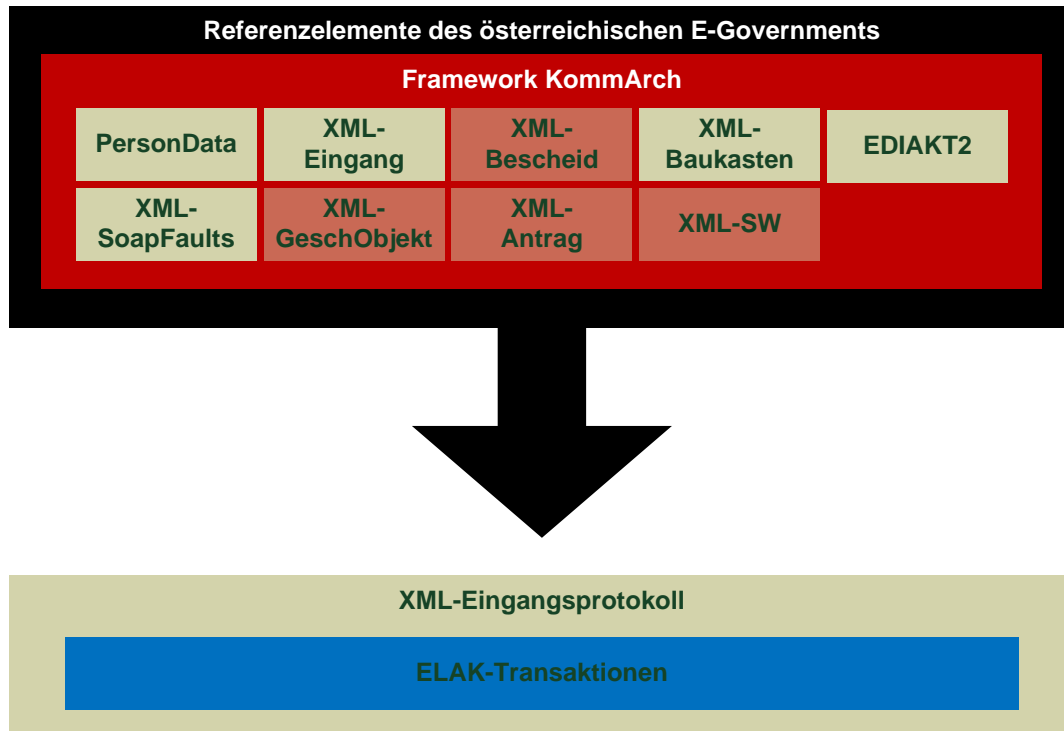 Referenzelemente des österreichischen E-Governments
Framework KommArch
PersonData
XML-
Eingang
XML-
Bescheid
XML-
Baukasten
EDIAKT2
XML-
SoapFaults
XML-
GeschObjekt
XML-
Antrag
XML-SW
XML-Eingangsprotokoll
ELAK-Transaktionen